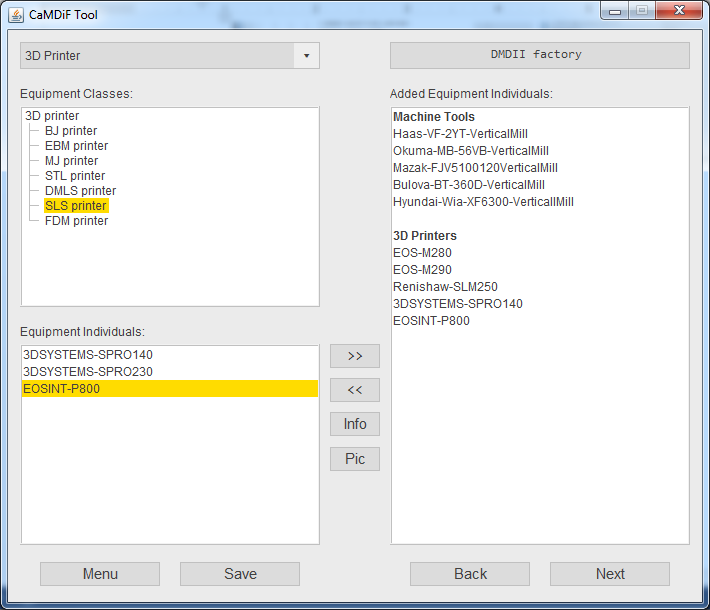 CaMDiF Tool
3D Printer
DMDII factory
Equipment Classes:
3D printer
BJ printer
EBM printer
MJ printer
STL printer
DMLS printer
SLS printer
FDM printer
Equipment Individuals:
3DSYSTEMS-SPRO140
3DSYSTEMS-SPRO230
EOSINT-P800
>>
<<
Info
Pic
Added Equipment Individuals:
Machine Tools
Haas-VF-2YT-VerticalMill
Okuma-MB-56VB-VerticalMill
Mazak-FJV5100120VerticalMill
Bulova-BT-360D-VerticalMill
Hyundai-Wia-XF6300-VerticallMill
3D Printers
EOS-M280
EOS-M290
Renishaw-SLM250
3DSYSTEMS-SPRO140
EOSINT-P800
Menu
Save
Back
Next